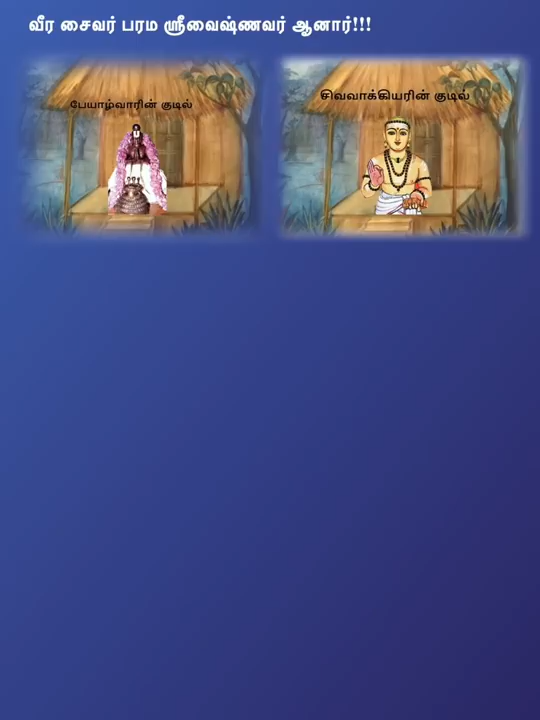 வீர சைவர் பரம ஸ்ரீவைஷ்ணவர் ஆனார்!!!
பேயாழ்வாரின் குடில்
சிவவாக்கியரின் குடில்